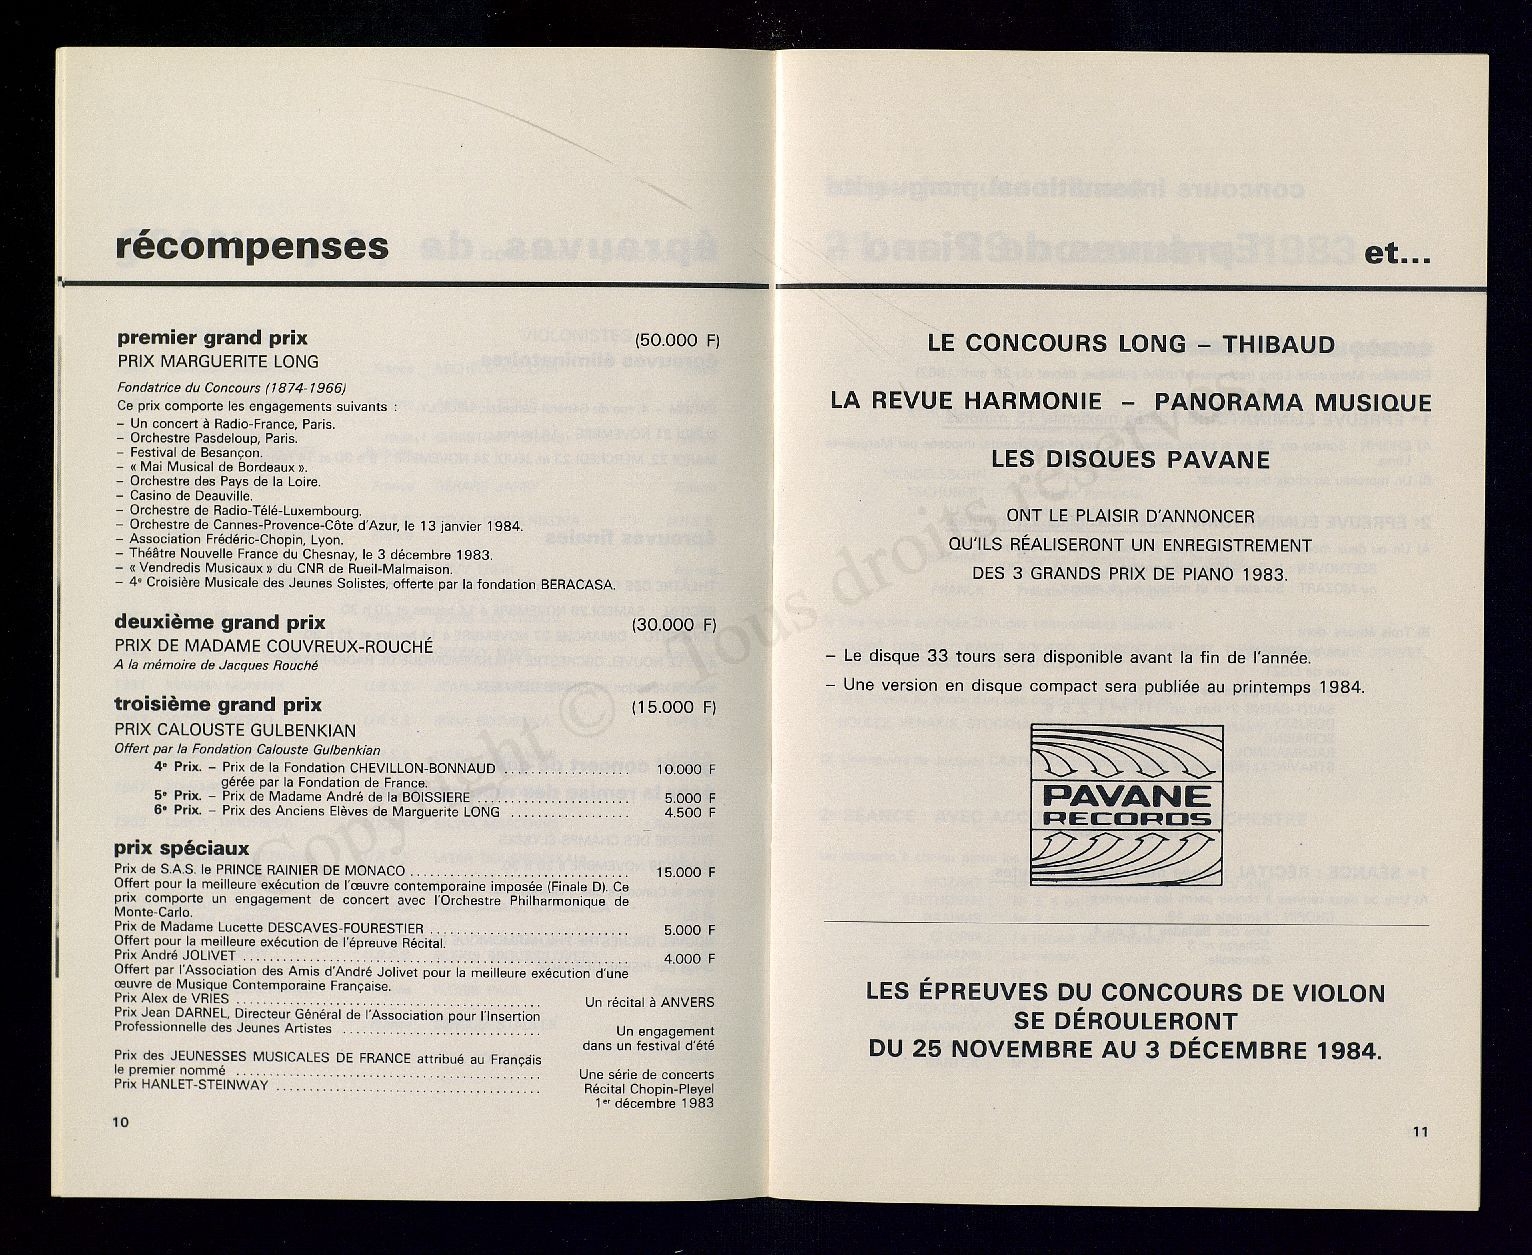 récompenses
premier grand prix (50.000 F)
PRIX MARGUERITE LONG
Fondatrice du Concours (1874-1966)
Ce prix comporte les engagements suivants :
– Un concert à Radio-France, Paris.
– Orchestre Pasdeloup, Paris.
– Festival de Besançon.
– « Mai Musical de Bordeaux ».
– Orchestre des Pays de la Loire.
– Casino de Deauville.
– Orchestre de Radio-Télé-Luxembourg.
– Orchestre de Cannes-Provence-Côte d'Azur, le 13 janvier 1984.
– Association Frédéric-Chopin, Lyon.
– Théâtre Nouvelle France du Chesnay, le 3 décembre 1983.
– « Vendredis Musicaux » du CNR de Rueil-Malmaison.
– 4e Croisière Musicale des Jeunes Solistes, offerte par la fondation BERACASA.
deuxième grand prix (30.000 F)
PRIX DE MADAME COUVREUX-ROUCHÉ
A la mémoire de Jacques Rouché
troisième grand prix (15.000 F)
PRIX CALOUSTE GULBENKIAN
Offert par la Fondation Calouste Gulbenkian
4e Prix. – Prix de la Fondation CHEVILLON-BONNAUD ................. 10.000 F
gérée par la Fondation de France.
5e Prix. – Prix de Madame André de la BOISSIERE ..................... 5.000 F
6e Prix. – Prix des Anciens Elèves de Marguerite LONG ................ 4.500 F
prix spéciaux
Prix de S.A.S. le PRINCE RAINIER DE MONACO .............................. 15.000 F
Offert pour la meilleure exécution de l'œuvre contemporaine imposée (Finale D). Ce
prix comporte un engagement de concert avec l'Orchestre Philharmonique de
Monte-Carlo.
Prix de Madame Lucette DESCAVES-FOURESTIER ........................... 5.000 F
Offert pour la meilleure exécution de l'épreuve Récital.
Prix André JOLIVET .................................................... 4.000 F
Offert par l'Association des Amis d'André Jolivet pour la meilleure exécution d'une
œuvre de Musique Contemporaine Française.
Prix Alex de VRIES ........................................ Un récital à ANVERS
Prix Jean DARNEL, Directeur Général de l'Association pour l'Insertion
Professionnelle des Jeunes Artistes .......................... Un engagement
dans un festival d'été
Prix des JEUNESSES MUSICALES DE FRANCE attribué au Français
le premier nommé ........................................ Une série de concerts
Prix HANLET-STEINWAY ................................... Récital Chopin-Pleyel
1er décembre 1983
10
et...
LE CONCOURS LONG – THIBAUD
LA REVUE HARMONIE – PANORAMA MUSIQUE
LES DISQUES PAVANE
ONT LE PLAISIR D'ANNONCER
QU'ILS RÉALISERONT UN ENREGISTREMENT
DES 3 GRANDS PRIX DE PIANO 1983.
– Le disque 33 tours sera disponible avant la fin de l'année.
– Une version en disque compact sera publiée au printemps 1984.
PAVANE
RECORDS
LES ÉPREUVES DU CONCOURS DE VIOLON
SE DÉROULERONT
DU 25 NOVEMBRE AU 3 DÉCEMBRE 1984.
11
Copyright © - Tous droits réservés